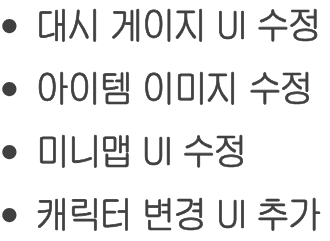 • 대시 게이지 UI 수정
• 아이템 이미지 수정
• 미니맵 UI 수정
• 캐릭터 변경 UI 추가